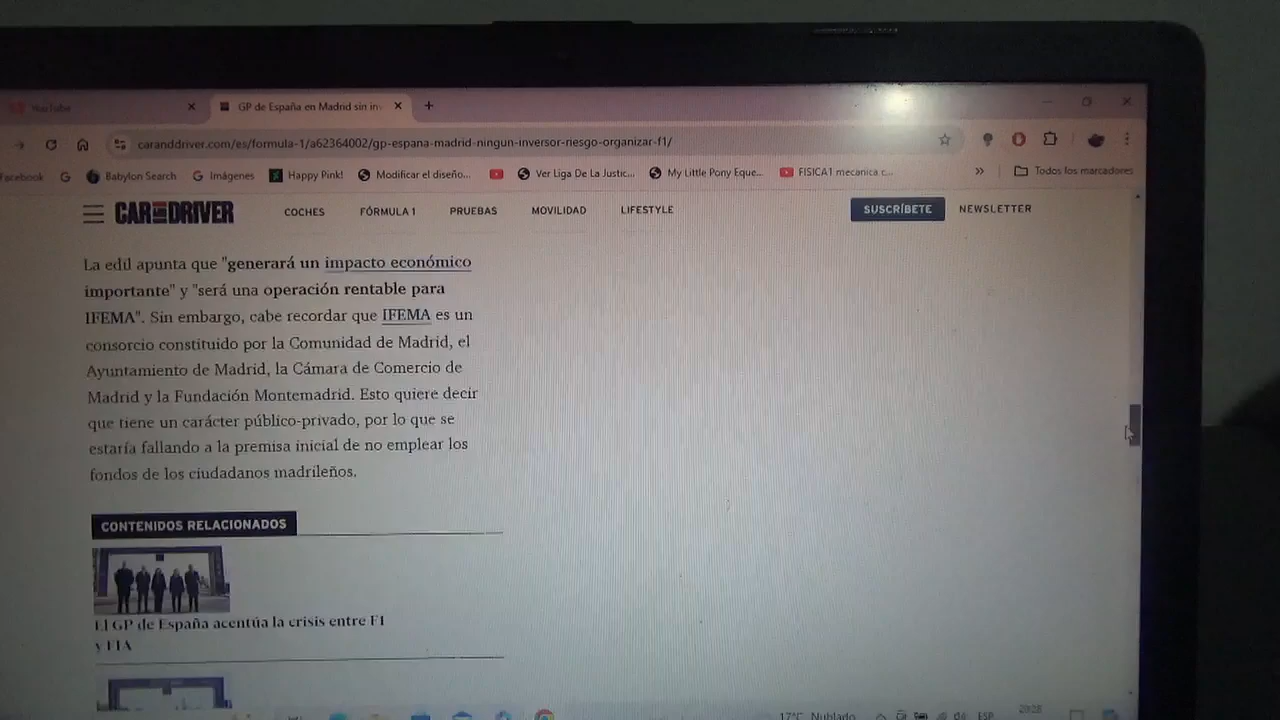 YouTube
GP de España en Madrid sin inv
caranddriver.com/es/formula-1/a62364002/gp-espana-madrid-ningun-inversor-riesgo-organizar-f1/
Facebook
Babylon Search
Imágenes
Happy Pink!
Modificar el diseño...
Ver Liga De La Justic...
My Little Pony Eque...
FISICA1 mecanica c...
»
Todos los marcadores
CAR AND DRIVER
COCHES
FÓRMULA 1
PRUEBAS
MOVILIDAD
LIFESTYLE
SUSCRÍBETE
NEWSLETTER
La edil apunta que "generará un impacto económico
importante" y "será una operación rentable para
IFEMA". Sin embargo, cabe recordar que IFEMA es un
consorcio constituido por la Comunidad de Madrid, el
Ayuntamiento de Madrid, la Cámara de Comercio de
Madrid y la Fundación Montemadrid. Esto quiere decir
que tiene un carácter público-privado, por lo que se
estaría fallando a la premisa inicial de no emplear los
fondos de los ciudadanos madrileños.
CONTENIDOS RELACIONADOS
El GP de España acentúa la crisis entre F1
y FIA
17°C Nublado
ESP
20:28